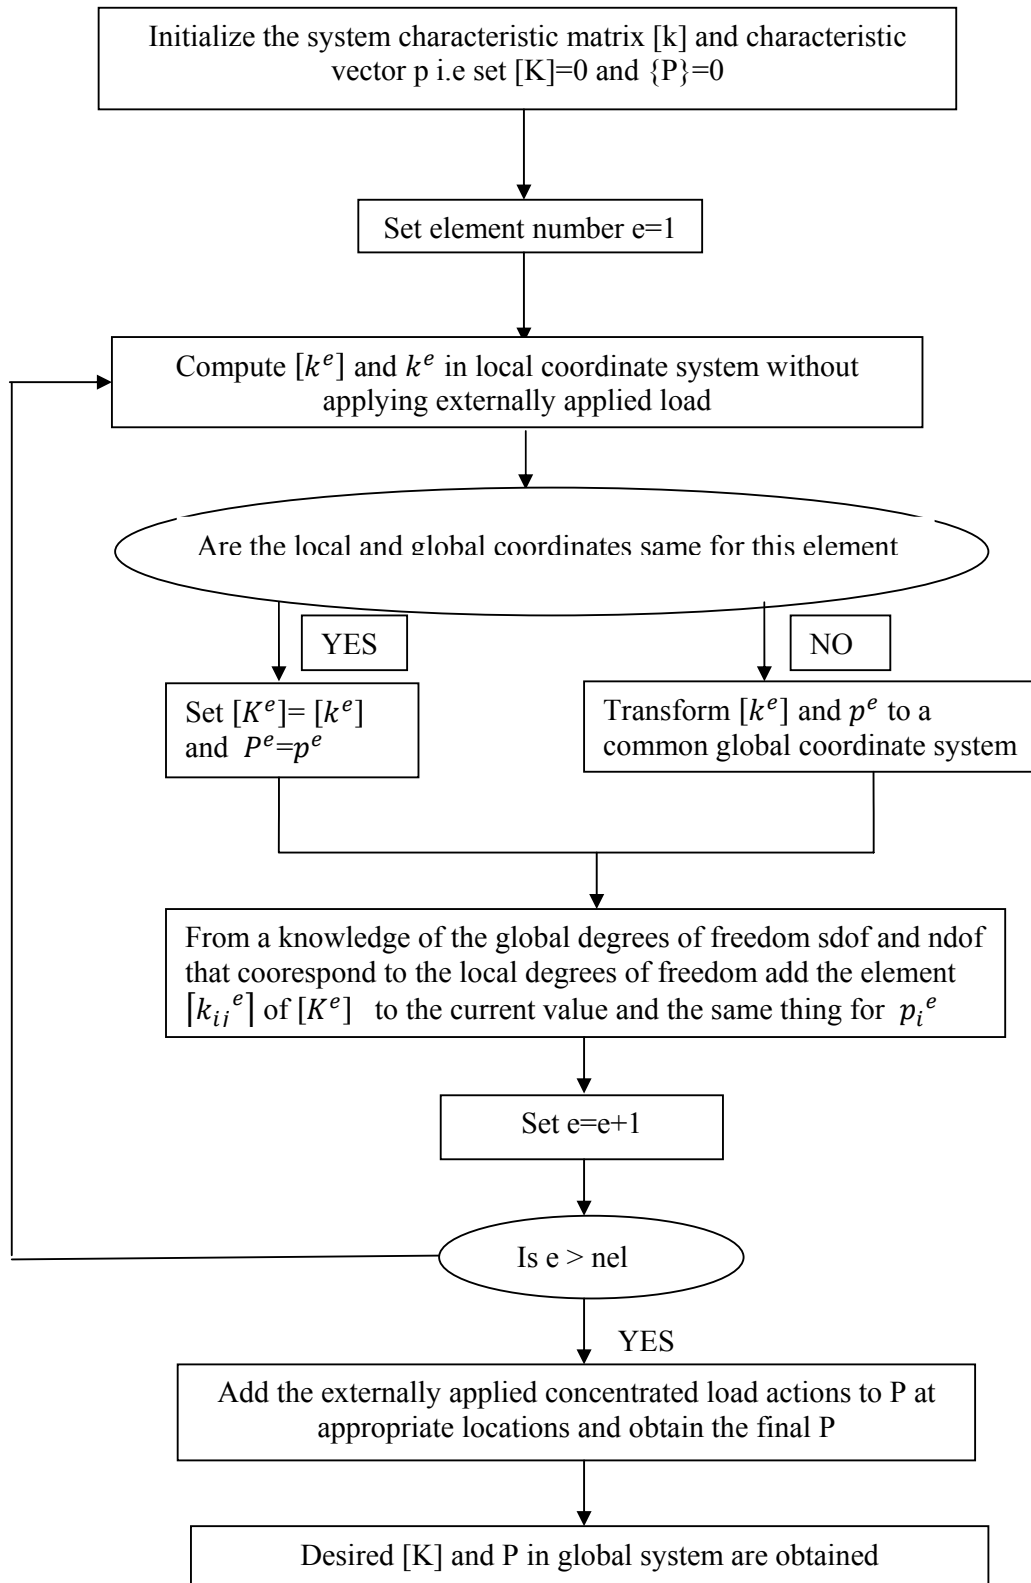 Initialize the system characteristic matrix [k] and characteristic
vector p i.e set [K]=0 and {P}=0
Set element number e=1
Compute [k^e] and k^e in local coordinate system without
applying externally applied load
Are the local and global coordinates same for this element
YES
NO
Set [K^e]= [k^e]
and P^e=p^e
Transform [k^e] and p^e to a
common global coordinate system
From a knowledge of the global degrees of freedom sdof and ndof
that coorespond to the local degrees of freedom add the element
[k_ij^e] of [K^e] to the current value and the same thing for p_i^e
Set e=e+1
Is e > nel
YES
Add the externally applied concentrated load actions to P at
appropriate locations and obtain the final P
Desired [K] and P in global system are obtained